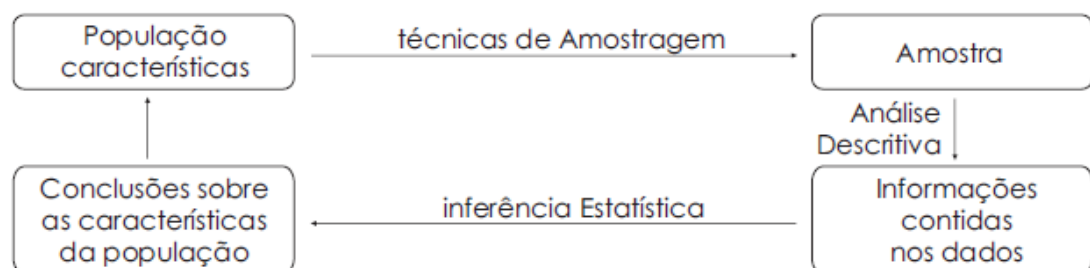 População
características
técnicas de Amostragem
Amostra
Análise
Descritiva
Conclusões sobre
as características
da população
inferência Estatística
Informações
contidas
nos dados